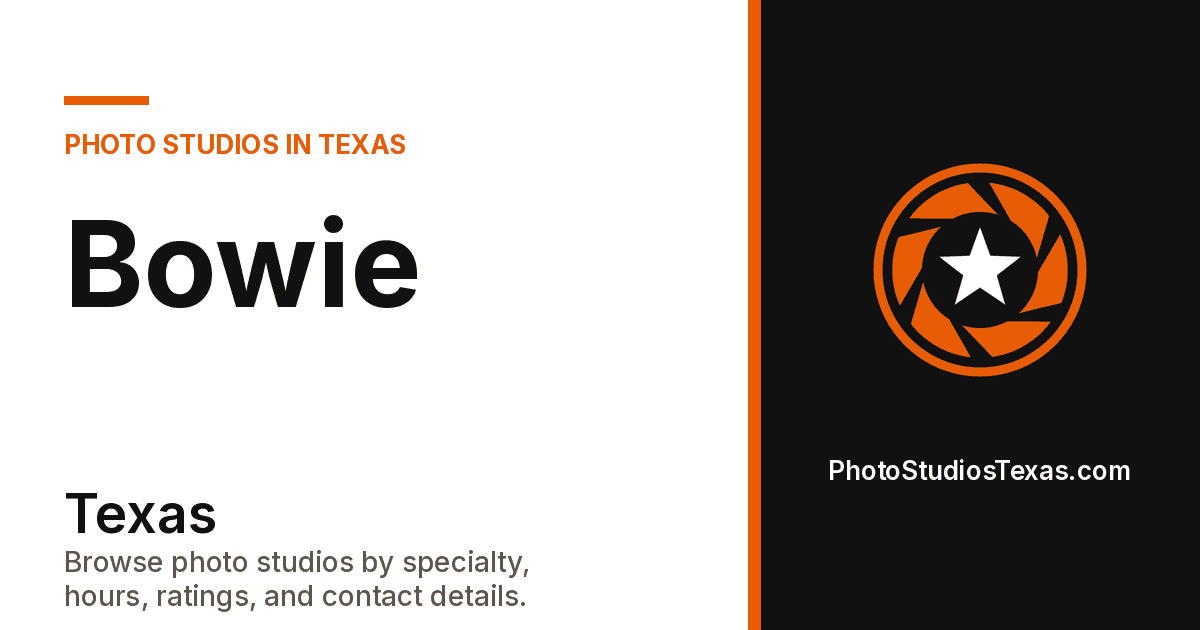 PHOTO STUDIOS IN TEXAS
Bowie
Texas
Browse photo studios by specialty,
hours, ratings, and contact details.
PhotoStudiosTexas.com